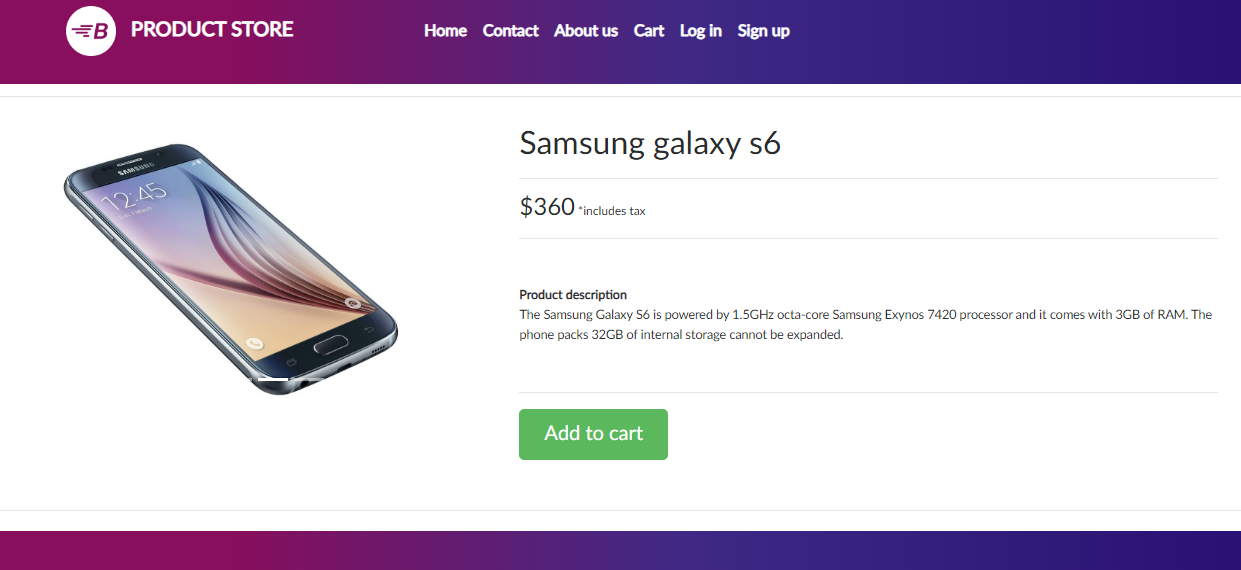 B PRODUCT STORE Home Contact About us Cart Log in Sign up
SAMSUNG
12:45
Samsung galaxy s6
$360 *includes tax
Product description
The Samsung Galaxy S6 is powered by 1.5GHz octa-core Samsung Exynos 7420 processor and it comes with 3GB of RAM. The
phone packs 32GB of internal storage cannot be expanded.
Add to cart